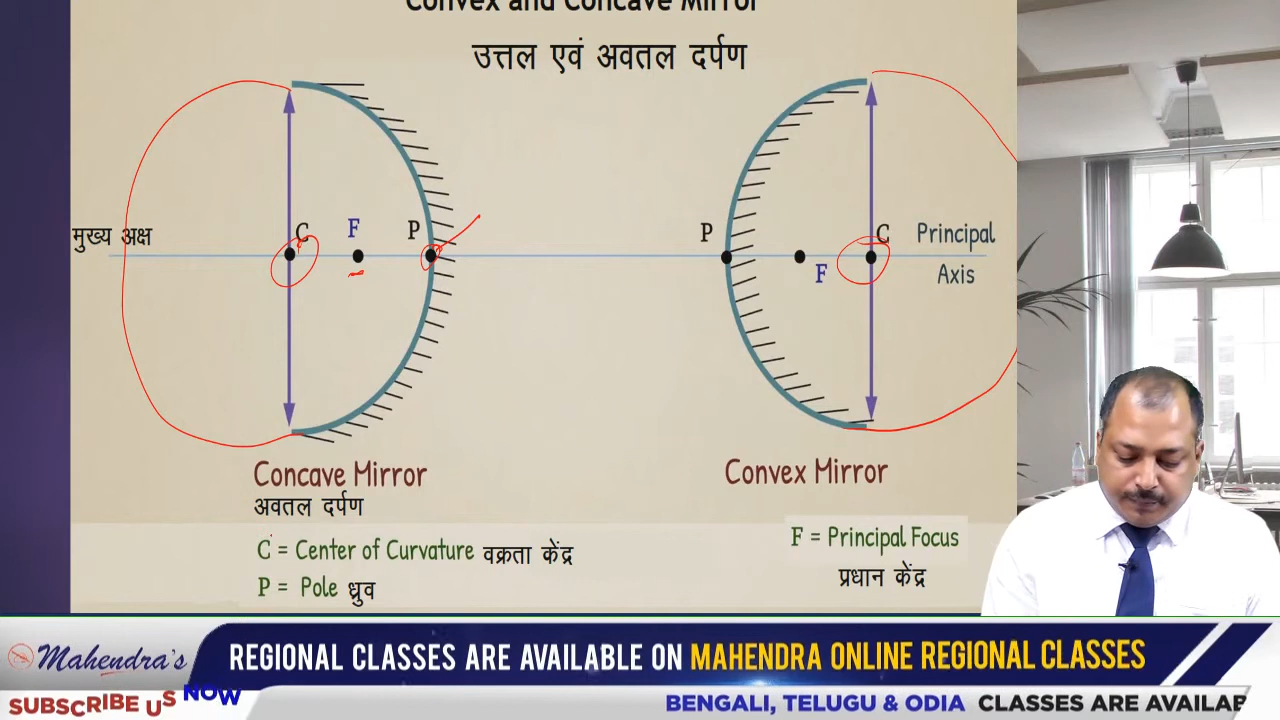 Convex and Concave Mirror
उत्तल एवं अवतल दर्पण
मुख्य अक्ष
C
F
P
P
F
C
Principal
Axis
Concave Mirror
अवतल दर्पण
Convex Mirror
C = Center of Curvature वक्रता केंद्र
P = Pole ध्रुव
F = Principal Focus
प्रधान केंद्र
Mahendra's
REGIONAL CLASSES ARE AVAILABLE ON MAHENDRA ONLINE REGIONAL CLASSES
SUBSCRIBE US NOW
BENGALI, TELUGU & ODIA CLASSES ARE AVAILAB